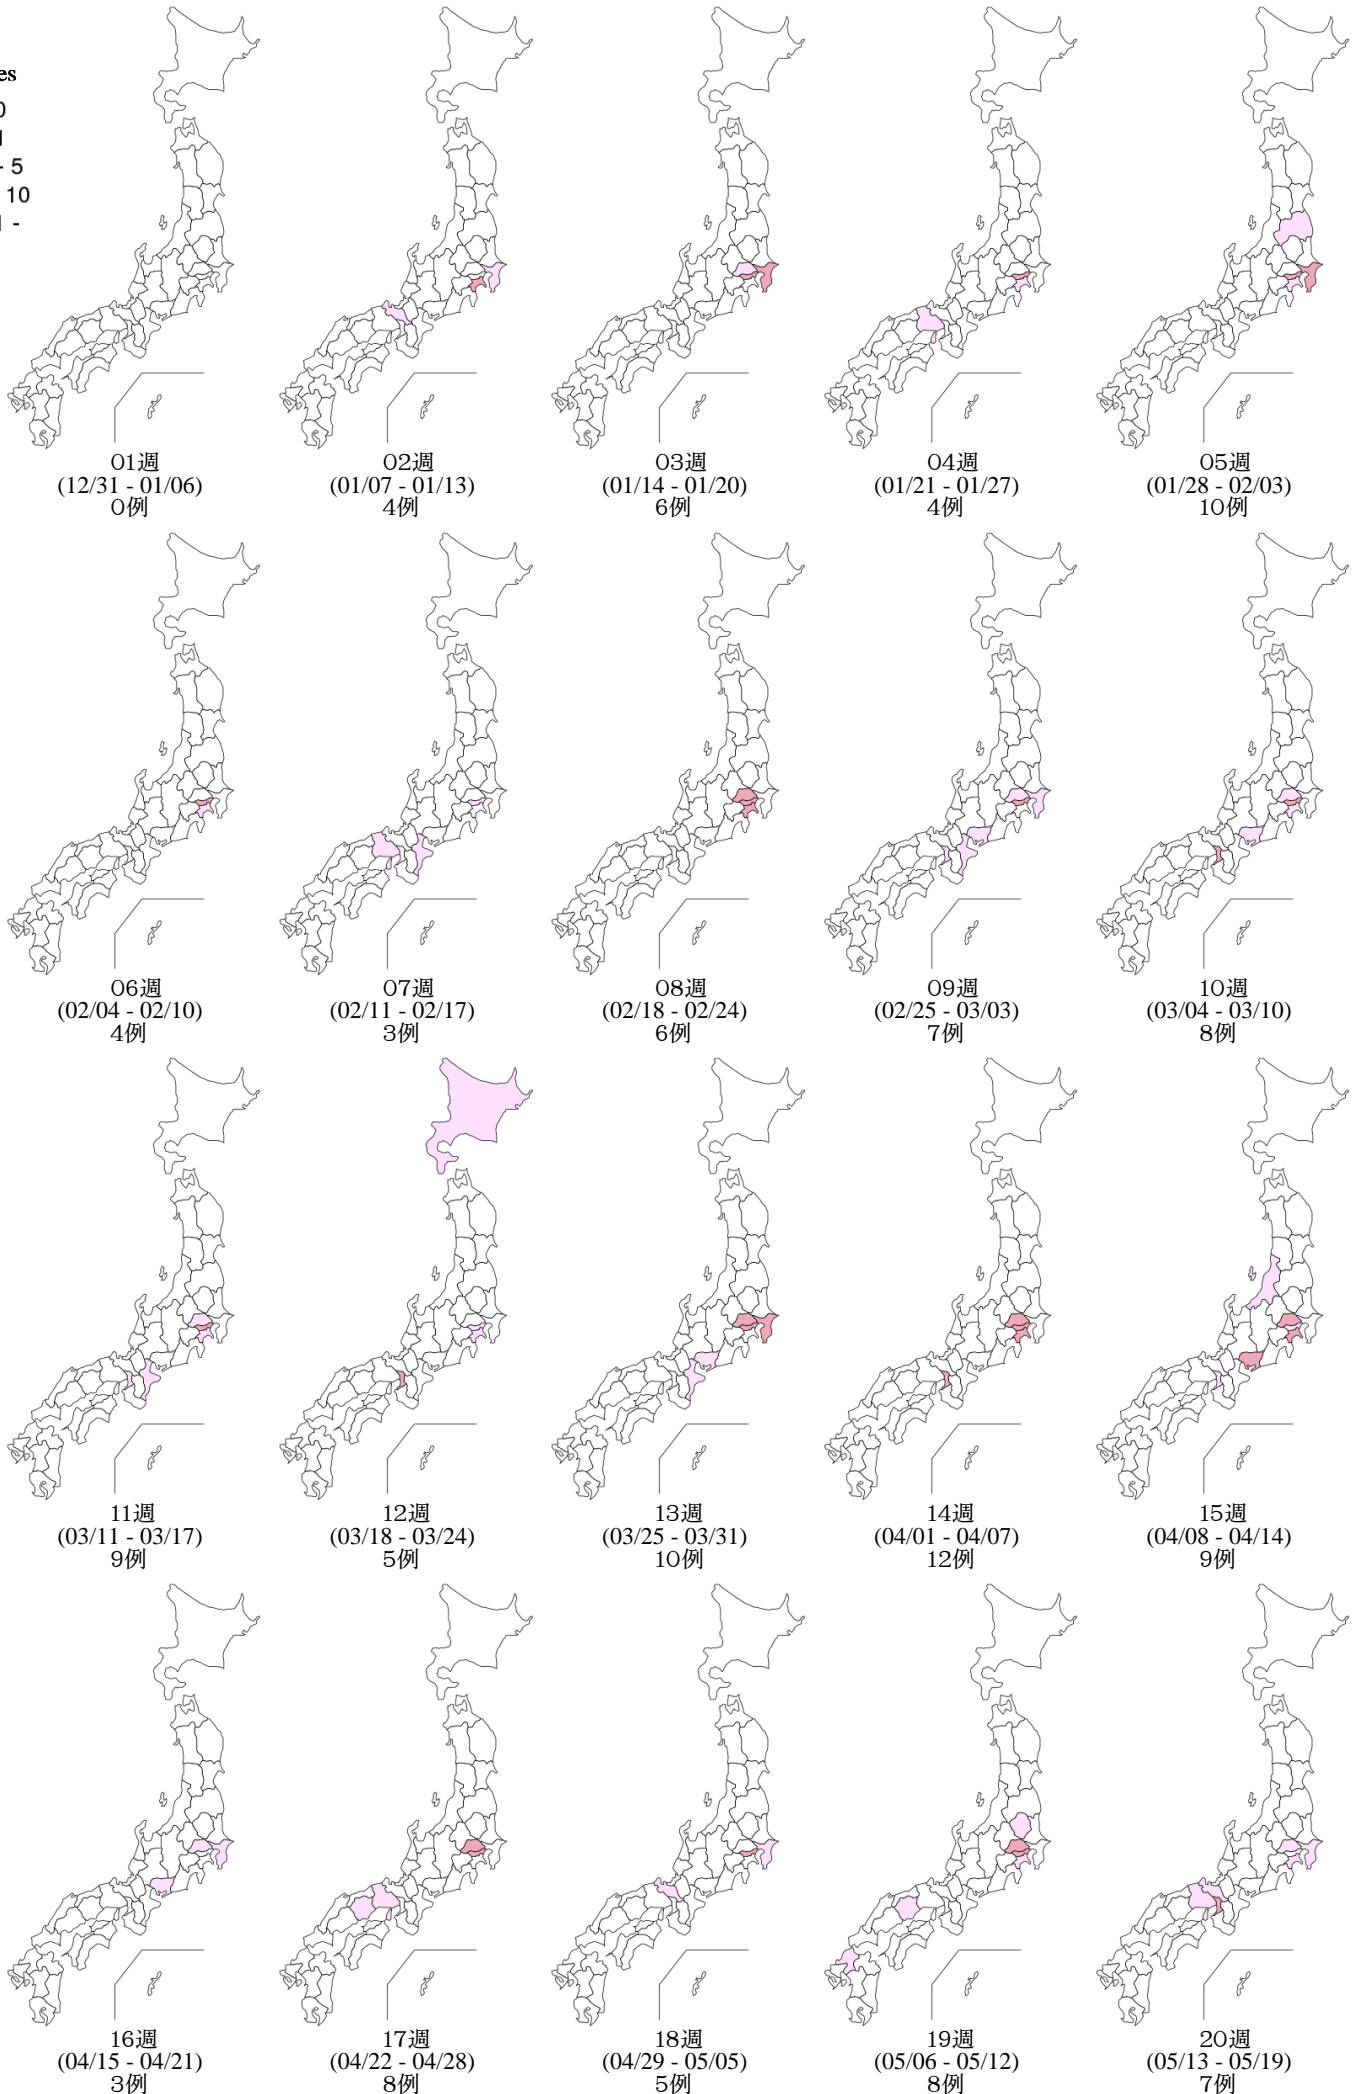 es
0
1
- 5
10
1 -
01週
(12/31 - 01/06)
0例
02週
(01/07 - 01/13)
4例
03週
(01/14 - 01/20)
6例
04週
(01/21 - 01/27)
4例
05週
(01/28 - 02/03)
10例
06週
(02/04 - 02/10)
4例
07週
(02/11 - 02/17)
3例
08週
(02/18 - 02/24)
6例
09週
(02/25 - 03/03)
7例
10週
(03/04 - 03/10)
8例
11週
(03/11 - 03/17)
9例
12週
(03/18 - 03/24)
5例
13週
(03/25 - 03/31)
10例
14週
(04/01 - 04/07)
12例
15週
(04/08 - 04/14)
9例
16週
(04/15 - 04/21)
3例
17週
(04/22 - 04/28)
8例
18週
(04/29 - 05/05)
5例
19週
(05/06 - 05/12)
8例
20週
(05/13 - 05/19)
7例